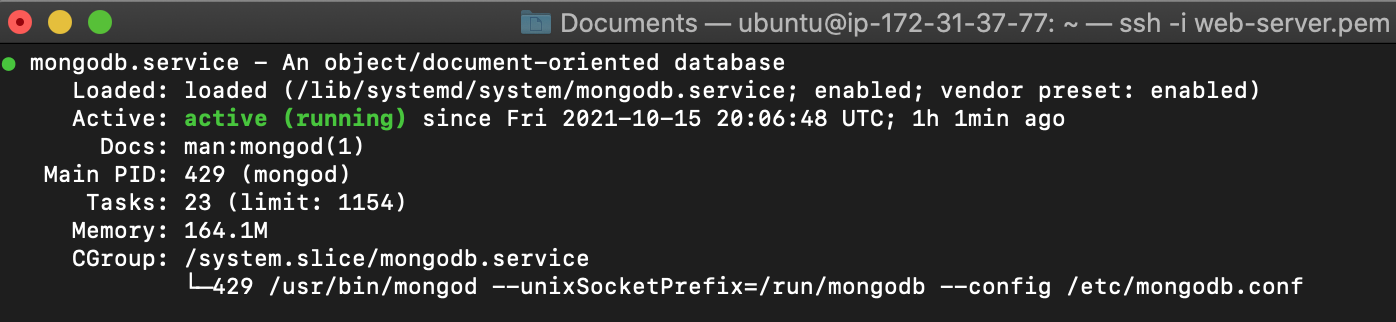 Documents — ubuntu@ip-172-31-37-77: ~ — ssh -i web-server.pem
● mongodb.service - An object/document-oriented database
Loaded: loaded (/lib/systemd/system/mongodb.service; enabled; vendor preset: enabled)
Active: active (running) since Fri 2021-10-15 20:06:48 UTC; 1h 1min ago
Docs: man:mongod(1)
Main PID: 429 (mongod)
Tasks: 23 (limit: 1154)
Memory: 164.1M
CGroup: /system.slice/mongodb.service
└─429 /usr/bin/mongod --unixSocketPrefix=/run/mongodb --config /etc/mongodb.conf